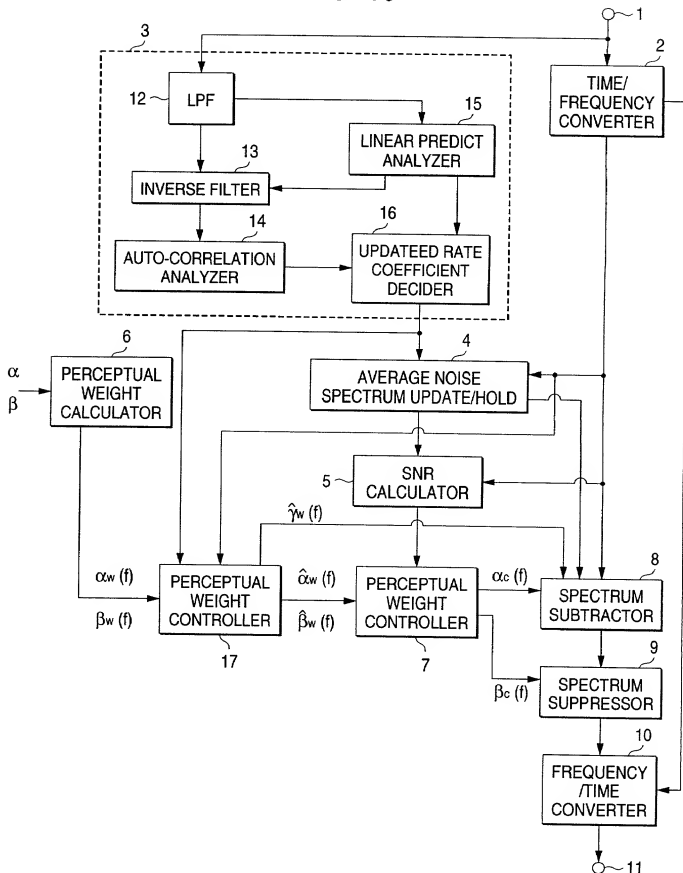 1
3
2
TIME/
FREQUENCY
CONVERTER
12
LPF
15
LINEAR PREDICT
ANALYZER
13
INVERSE FILTER
14
AUTO-CORRELATION
ANALYZER
16
UPDATEED RATE
COEFFICIENT
DECIDER
6
α
β
PERCEPTUAL
WEIGHT
CALCULATOR
4
AVERAGE NOISE
SPECTRUM UPDATE/HOLD
5
SNR
CALCULATOR
γ̂w (f)
αw (f)
βw (f)
PERCEPTUAL
WEIGHT
CONTROLLER
17
α̂w (f)
β̂w (f)
PERCEPTUAL
WEIGHT
CONTROLLER
7
αc (f)
βc (f)
8
SPECTRUM
SUBTRACTOR
9
SPECTRUM
SUPPRESSOR
10
FREQUENCY
/TIME
CONVERTER
11